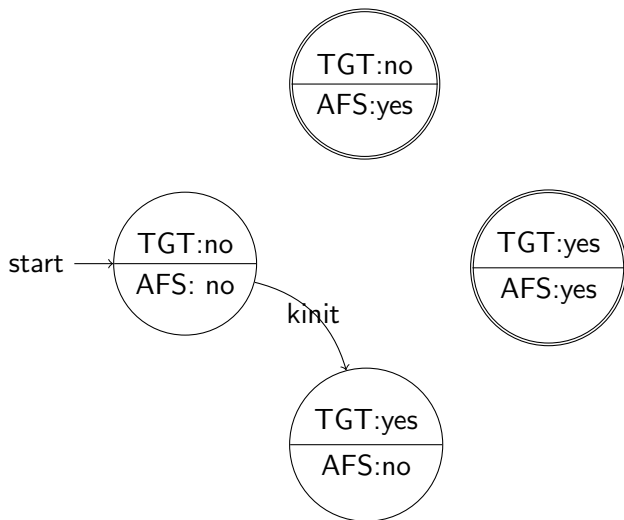 TGT:no
AFS:yes
start
TGT:no
AFS: no
TGT:yes
AFS:yes
kinit
TGT:yes
AFS:no